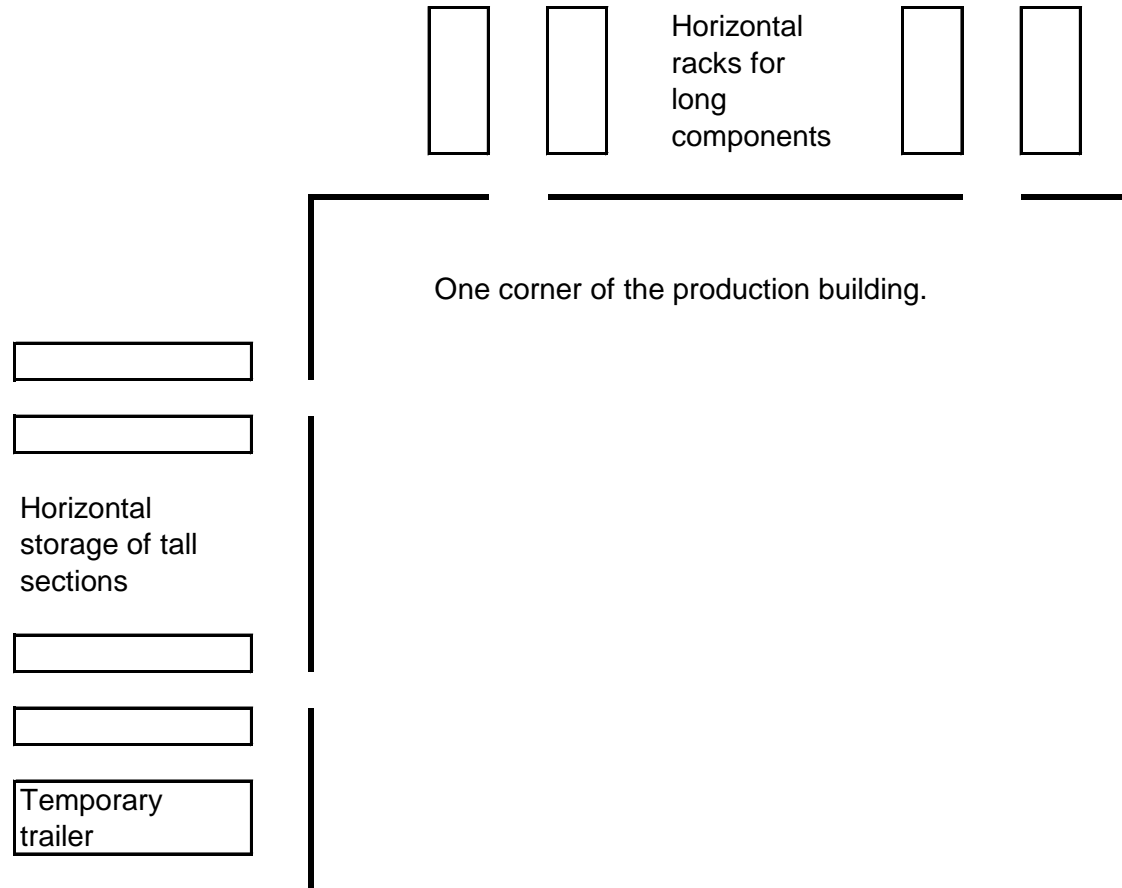 Horizontal
racks for
long
components
One corner of the production building.
Horizontal
storage of tall
sections
Temporary
trailer